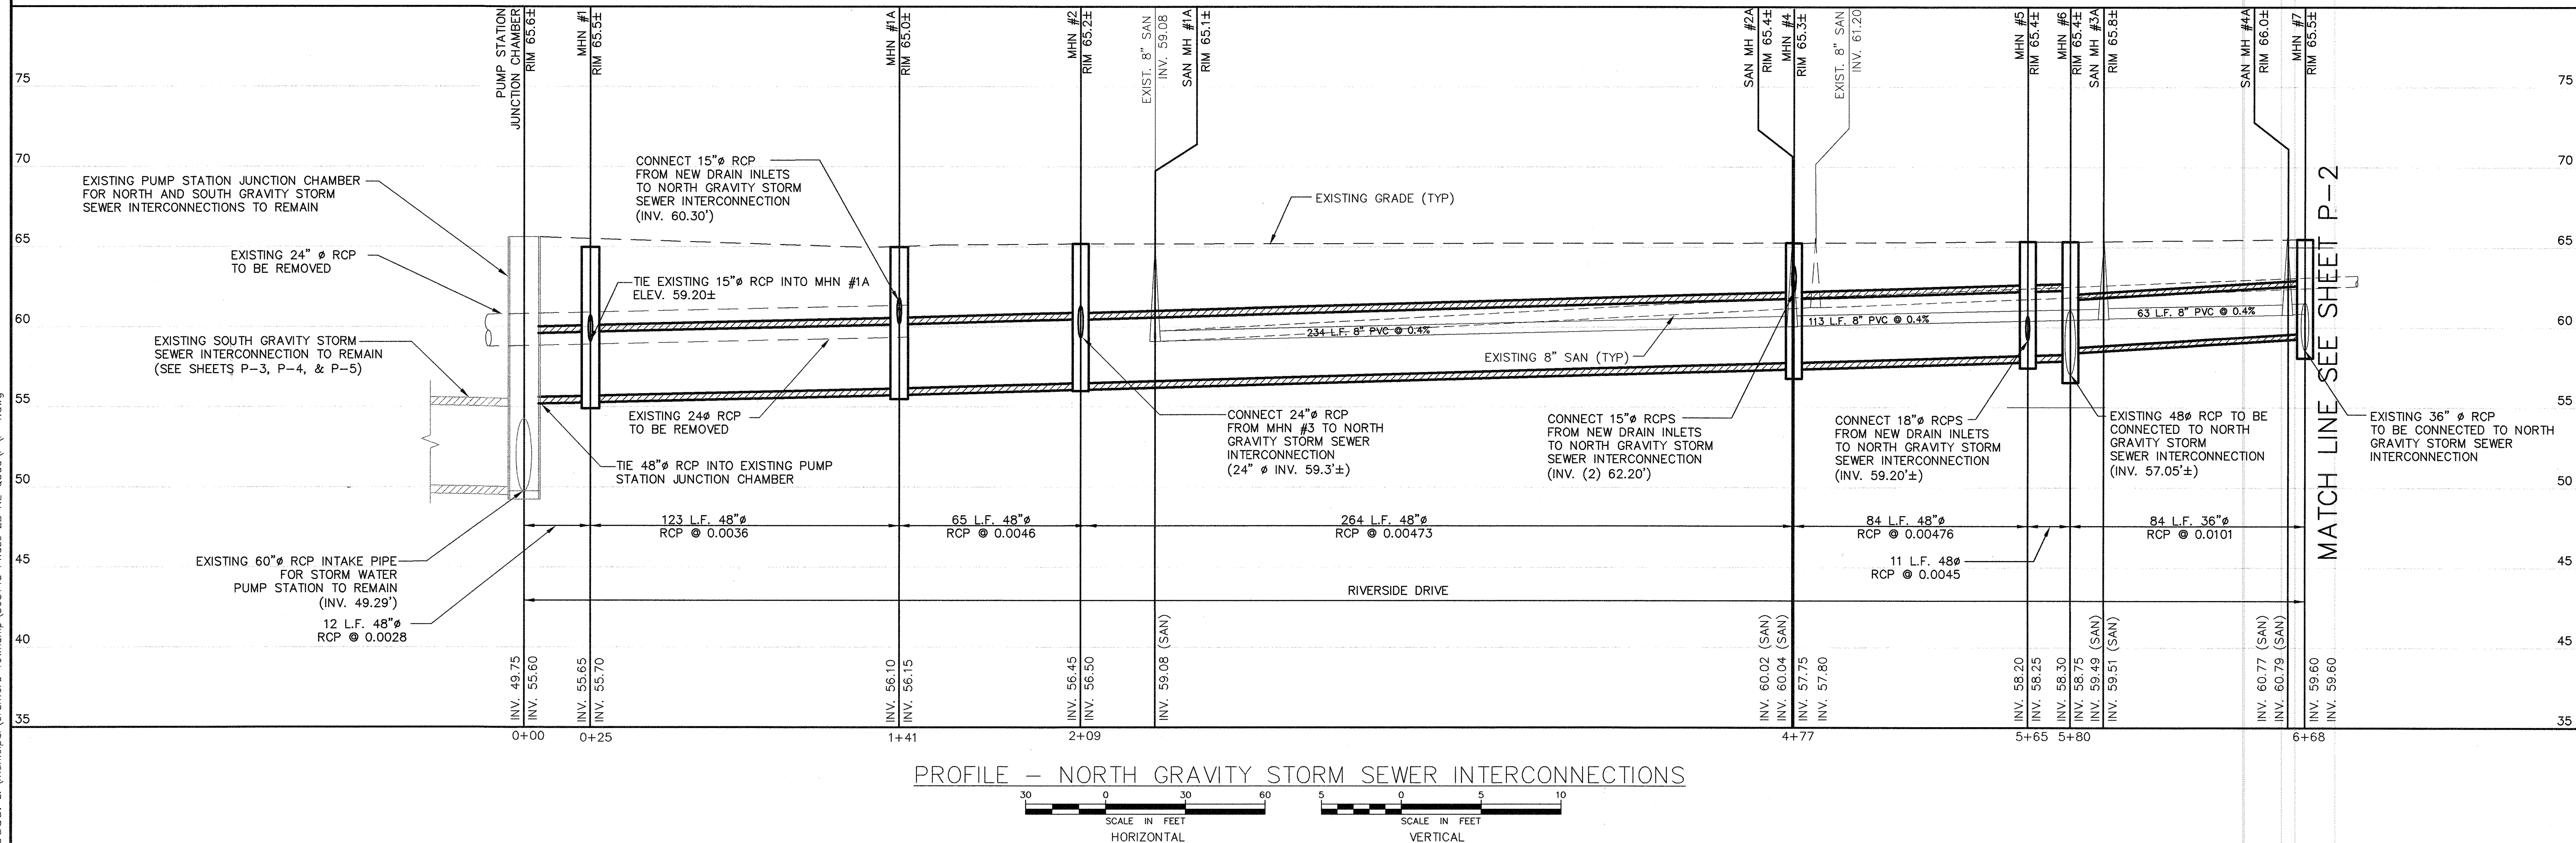 PUMP STATION
JUNCTION CHAMBER
RIM 65.6±
MHN #1
RIM 65.5±
MHN #1A
RIM 65.0±
MHN #2
RIM 65.2±
EXIST. 8" SAN
INV. 59.08
SAN MH #1A
RIM 65.1±
SAN MH #2A
RIM 65.4±
MHN #4
RIM 65.3±
EXIST. 8" SAN
INV. 61.20
MHN #5
RIM 65.4±
MHN #6
RIM 65.4±
SAN MH #3A
RIM 65.8±
SAN MH #4A
RIM 66.0±
MHN #7
RIM 65.5±
75
75
70
70
65
65
60
60
55
55
50
50
45
45
40
45
35
35
EXISTING PUMP STATION JUNCTION CHAMBER
FOR NORTH AND SOUTH GRAVITY STORM
SEWER INTERCONNECTIONS TO REMAIN
EXISTING 24" ø RCP
TO BE REMOVED
EXISTING SOUTH GRAVITY STORM
SEWER INTERCONNECTION TO REMAIN
(SEE SHEETS P-3, P-4, & P-5)
CONNECT 15"ø RCP
FROM NEW DRAIN INLETS
TO NORTH GRAVITY STORM
SEWER INTERCONNECTION
(INV. 60.30')
TIE EXISTING 15"ø RCP INTO MHN #1A
ELEV. 59.20±
EXISTING GRADE (TYP)
234 L.F. 8" PVC @ 0.4%
113 L.F. 8" PVC @ 0.4%
63 L.F. 8" PVC @ 0.4%
EXISTING 8" SAN (TYP)
EXISTING 24ø RCP
TO BE REMOVED
TIE 48"ø RCP INTO EXISTING PUMP
STATION JUNCTION CHAMBER
CONNECT 24"ø RCP
FROM MHN #3 TO NORTH
GRAVITY STORM SEWER
INTERCONNECTION
(24" ø INV. 59.3'±)
CONNECT 15"ø RCPS
FROM NEW DRAIN INLETS
TO NORTH GRAVITY STORM
SEWER INTERCONNECTION
(INV. (2) 62.20')
CONNECT 18"ø RCPS
FROM NEW DRAIN INLETS
TO NORTH GRAVITY STORM
SEWER INTERCONNECTION
(INV. 59.20'±)
EXISTING 48ø RCP TO BE
CONNECTED TO NORTH
GRAVITY STORM
SEWER INTERCONNECTION
(INV. 57.05'±)
EXISTING 36" ø RCP
TO BE CONNECTED TO NORTH
GRAVITY STORM SEWER
INTERCONNECTION
MATCH LINE SEE SHEET P-2
123 L.F. 48"ø
RCP @ 0.0036
65 L.F. 48"ø
RCP @ 0.0046
264 L.F. 48"ø
RCP @ 0.00473
84 L.F. 48"ø
RCP @ 0.00476
84 L.F. 36"ø
RCP @ 0.0101
11 L.F. 48ø
RCP @ 0.0045
EXISTING 60"ø RCP INTAKE PIPE
FOR STORM WATER
PUMP STATION TO REMAIN
(INV. 49.29')
12 L.F. 48"ø
RCP @ 0.0028
RIVERSIDE DRIVE
INV. 49.75
INV. 55.60
INV. 55.65
INV. 55.70
INV. 56.10
INV. 56.15
INV. 56.45
INV. 56.50
INV. 59.08 (SAN)
INV. 60.02 (SAN)
INV. 60.04 (SAN)
INV. 57.75
INV. 57.80
INV. 58.20
INV. 58.25
INV. 58.30
INV. 58.75
INV. 59.49 (SAN)
INV. 59.51 (SAN)
INV. 60.77 (SAN)
INV. 60.79 (SAN)
INV. 59.60
INV. 59.60
0+00
0+25
1+41
2+09
4+77
5+65
5+80
6+68
PROFILE - NORTH GRAVITY STORM SEWER INTERCONNECTIONS
30 0 30 60
SCALE IN FEET
HORIZONTAL
5 0 5 10
SCALE IN FEET
VERTICAL